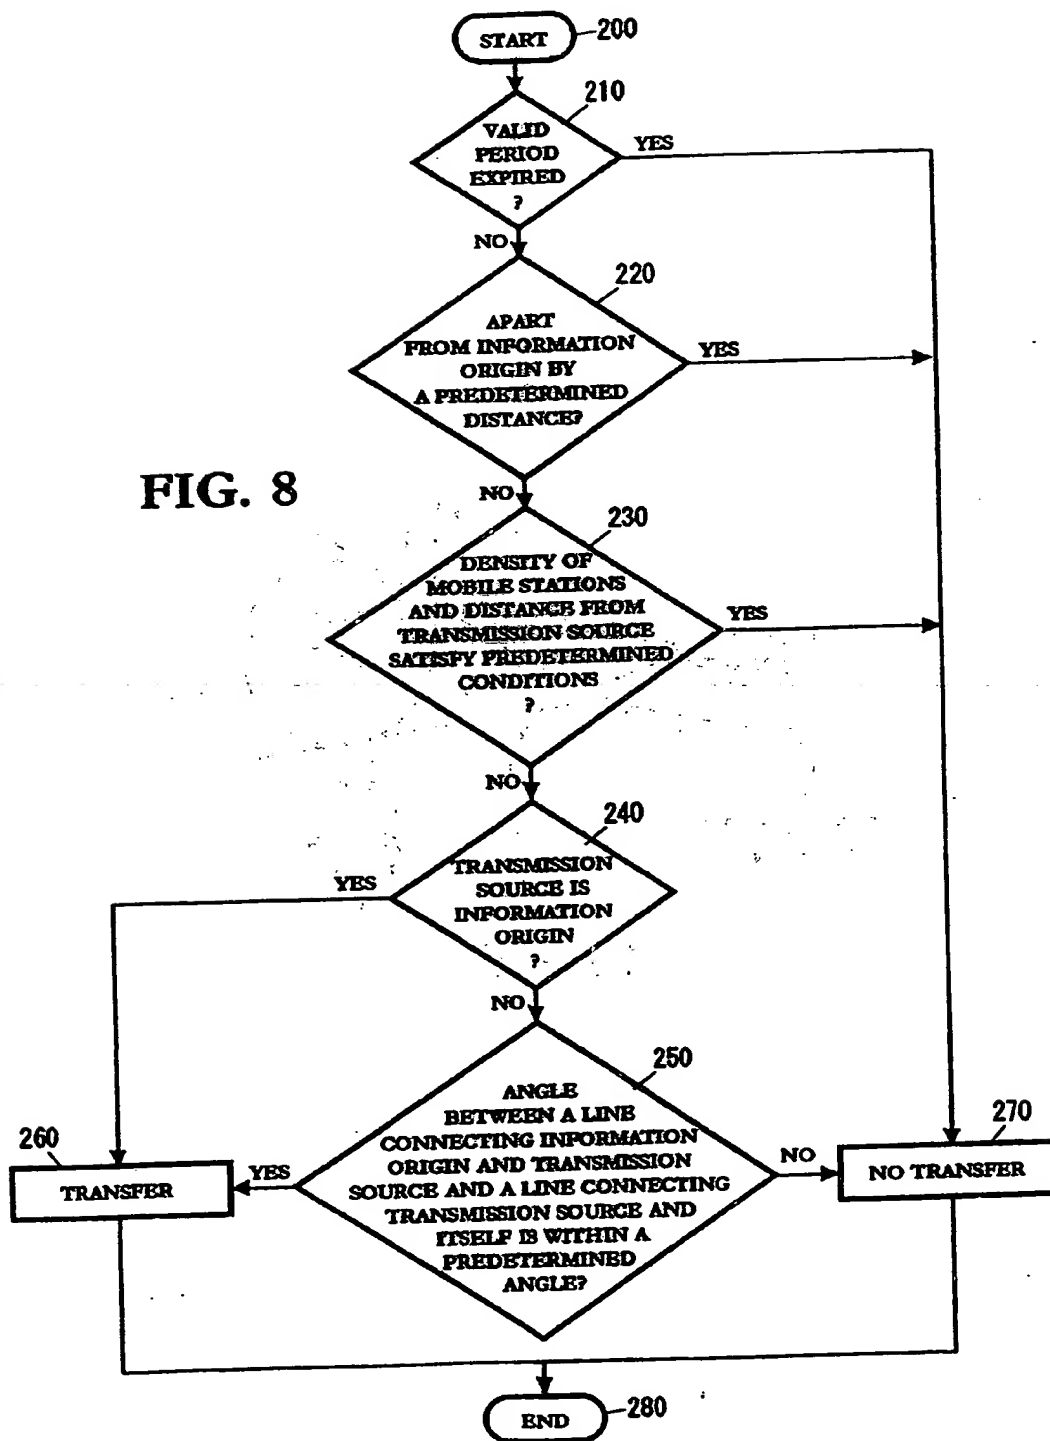 START
200
210
VALID
PERIOD
EXPIRED
?
YES
NO
220
APART
FROM INFORMATION
ORIGIN BY
A PREDETERMINED
DISTANCE?
YES
FIG. 8
NO
230
DENSITY OF
MOBILE STATIONS
AND DISTANCE FROM
TRANSMISSION SOURCE
SATISFY PREDETERMINED
CONDITIONS
?
YES
NO
240
TRANSMISSION
SOURCE IS
INFORMATION
ORIGIN
?
YES
NO
250
ANGLE
BETWEEN A LINE
CONNECTING INFORMATION
ORIGIN AND TRANSMISSION
SOURCE AND A LINE CONNECTING
TRANSMISSION SOURCE AND
ITSELF IS WITHIN A
PREDETERMINED
ANGLE?
260
TRANSFER
YES
NO
270
NO TRANSFER
END
280